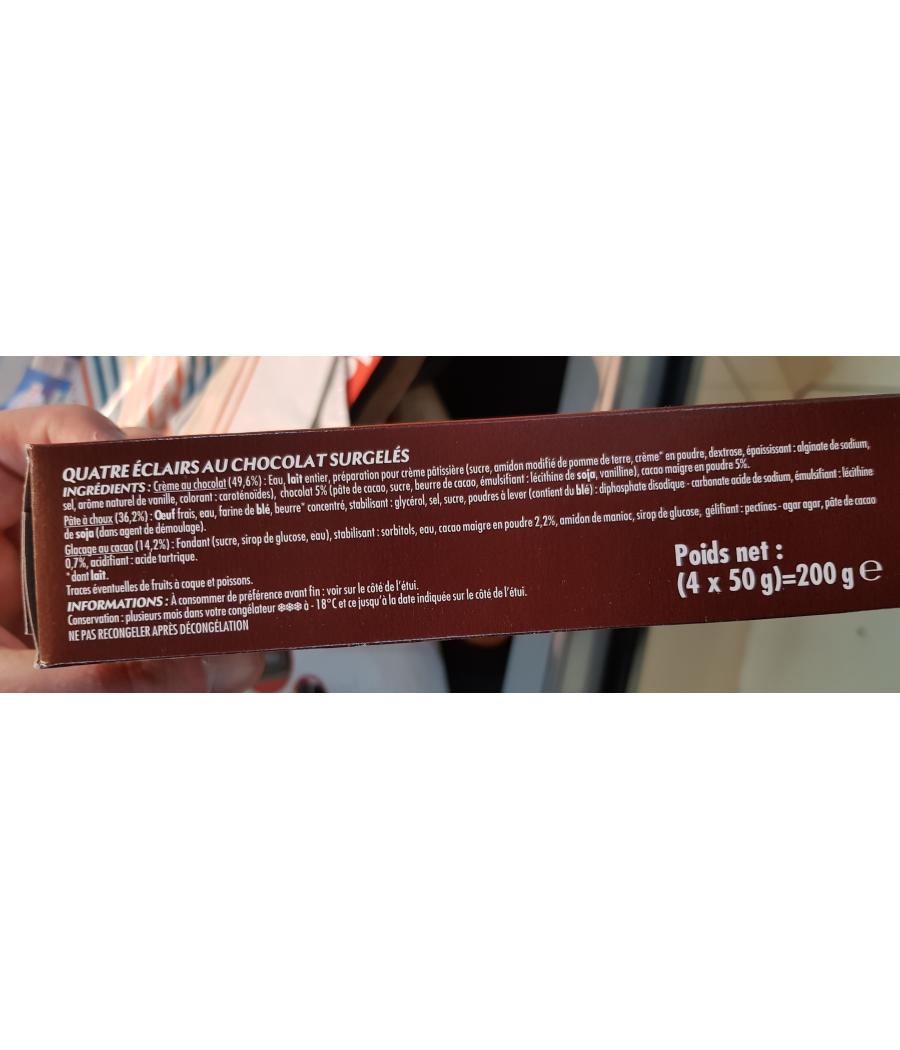 QUATRE ÉCLAIRS AU CHOCOLAT SURGELÉS
INGRÉDIENTS : Crème au chocolat (49,6%) : Eau, lait entier, préparation pour crème pâtissière (sucre, amidon modifié de pomme de terre, crème* en poudre, dextrose, épaississant : alginate de sodium,
sel, arôme naturel de vanille, colorant : caroténoïdes), chocolat 5% (pâte de cacao, sucre, beurre de cacao, émulsifiant : lécithine de soja, vanilline), cacao maigre en poudre 5%.
Pâte à choux (36,2%) : Œuf frais, eau, farine de blé, beurre* concentré, stabilisant : glycérol, sel, sucre, poudres à lever (contient du blé) : diphosphate disodique - carbonate acide de sodium, émulsifiant : lécithine
de soja (dans agent de démoulage).
Glaçage au cacao (14,2%) : Fondant (sucre, sirop de glucose, eau), stabilisant : sorbitols, eau, cacao maigre en poudre 2,2%, amidon de manioc, sirop de glucose, gélifiant : pectines - agar agar, pâte de cacao
0,7%, acidifiant : acide tartrique.
*dont lait.
Traces éventuelles de fruits à coque et poissons.
INFORMATIONS : À consommer de préférence avant fin : voir sur le côté de l'étui.
Conservation : plusieurs mois dans votre congélateur ❄❄❄ à - 18°C et ce jusqu'à la date indiquée sur le côté de l'étui.
NE PAS RECONGELER APRÈS DÉCONGÉLATION
Poids net :
(4 x 50 g)=200 g ℮